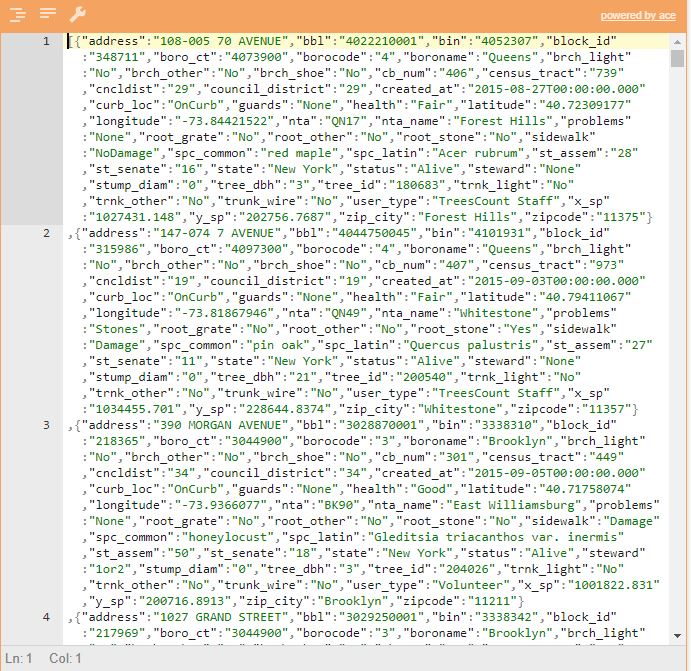 powered by ace
1 [{"address":"108-005 70 AVENUE","bbl":"4022210001","bin":"4052307","block_id"
:"348711","boro_ct":"4073900","borocode":"4","boroname":"Queens","brch_light"
:"No","brch_other":"No","brch_shoe":"No","cb_num":"406","census_tract":"739"
,"cncldist":"29","council_district":"29","created_at":"2015-08-27T00:00:00.000"
,"curb_loc":"OnCurb","guards":"None","health":"Fair","latitude":"40.72309177"
,"longitude":"-73.84421522","nta":"QN17","nta_name":"Forest Hills","problems"
:"None","root_grate":"No","root_other":"No","root_stone":"No","sidewalk"
:"NoDamage","spc_common":"red maple","spc_latin":"Acer rubrum","st_assem":"28"
,"st_senate":"16","state":"New York","status":"Alive","steward":"None"
,"stump_diam":"0","tree_dbh":"3","tree_id":"180683","trnk_light":"No"
,"trnk_other":"No","trunk_wire":"No","user_type":"TreesCount Staff","x_sp"
:"1027431.148","y_sp":"202756.7687","zip_city":"Forest Hills","zipcode":"11375"}
2 ,{"address":"147-074 7 AVENUE","bbl":"4044750045","bin":"4101931","block_id"
:"315986","boro_ct":"4097300","borocode":"4","boroname":"Queens","brch_light"
:"No","brch_other":"No","brch_shoe":"No","cb_num":"407","census_tract":"973"
,"cncldist":"19","council_district":"19","created_at":"2015-09-03T00:00:00.000"
,"curb_loc":"OnCurb","guards":"None","health":"Fair","latitude":"40.79411067"
,"longitude":"-73.81867946","nta":"QN49","nta_name":"Whitestone","problems"
:"Stones","root_grate":"No","root_other":"No","root_stone":"Yes","sidewalk"
:"Damage","spc_common":"pin oak","spc_latin":"Quercus palustris","st_assem":"27"
,"st_senate":"11","state":"New York","status":"Alive","steward":"None"
,"stump_diam":"0","tree_dbh":"21","tree_id":"200540","trnk_light":"No"
,"trnk_other":"No","trunk_wire":"No","user_type":"TreesCount Staff","x_sp"
:"1034455.701","y_sp":"228644.8374","zip_city":"Whitestone","zipcode":"11357"}
3 ,{"address":"390 MORGAN AVENUE","bbl":"3028870001","bin":"3338310","block_id"
:"218365","boro_ct":"3044900","borocode":"3","boroname":"Brooklyn","brch_light"
:"No","brch_other":"No","brch_shoe":"No","cb_num":"301","census_tract":"449"
,"cncldist":"34","council_district":"34","created_at":"2015-09-05T00:00:00.000"
,"curb_loc":"OnCurb","guards":"None","health":"Good","latitude":"40.71758074"
,"longitude":"-73.9366077","nta":"BK90","nta_name":"East Williamsburg","problems"
:"None","root_grate":"No","root_other":"No","root_stone":"No","sidewalk":"Damage"
,"spc_common":"honeylocust","spc_latin":"Gleditsia triacanthos var. inermis"
,"st_assem":"50","st_senate":"18","state":"New York","status":"Alive","steward"
:"1or2","stump_diam":"0","tree_dbh":"3","tree_id":"204026","trnk_light":"No"
,"trnk_other":"No","trunk_wire":"No","user_type":"Volunteer","x_sp":"1001822.831"
,"y_sp":"200716.8913","zip_city":"Brooklyn","zipcode":"11211"}
4 ,{"address":"1027 GRAND STREET","bbl":"3029250001","bin":"3338342","block_id"
:"217969","boro_ct":"3044900","borocode":"3","boroname":"Brooklyn","brch_light"
Ln: 1 Col: 1